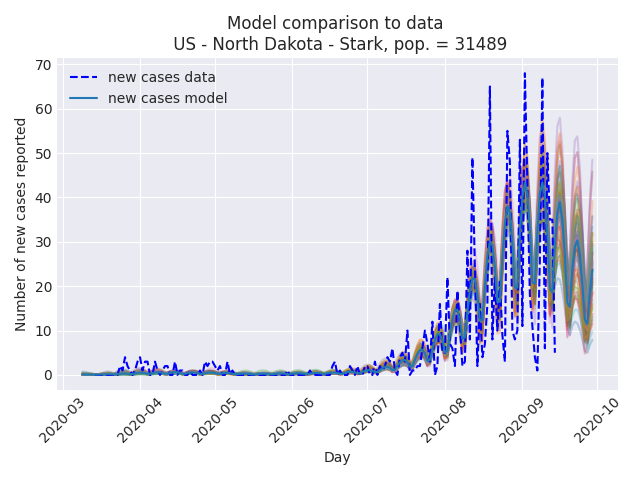 Model comparison to data
US - North Dakota - Stark, pop. = 31489
new cases data
new cases model
Number of new cases reported
70
60
50
40
30
20
10
0
2020-03
2020-04
2020-05
2020-06
2020-07
2020-08
2020-09
2020-10
Day